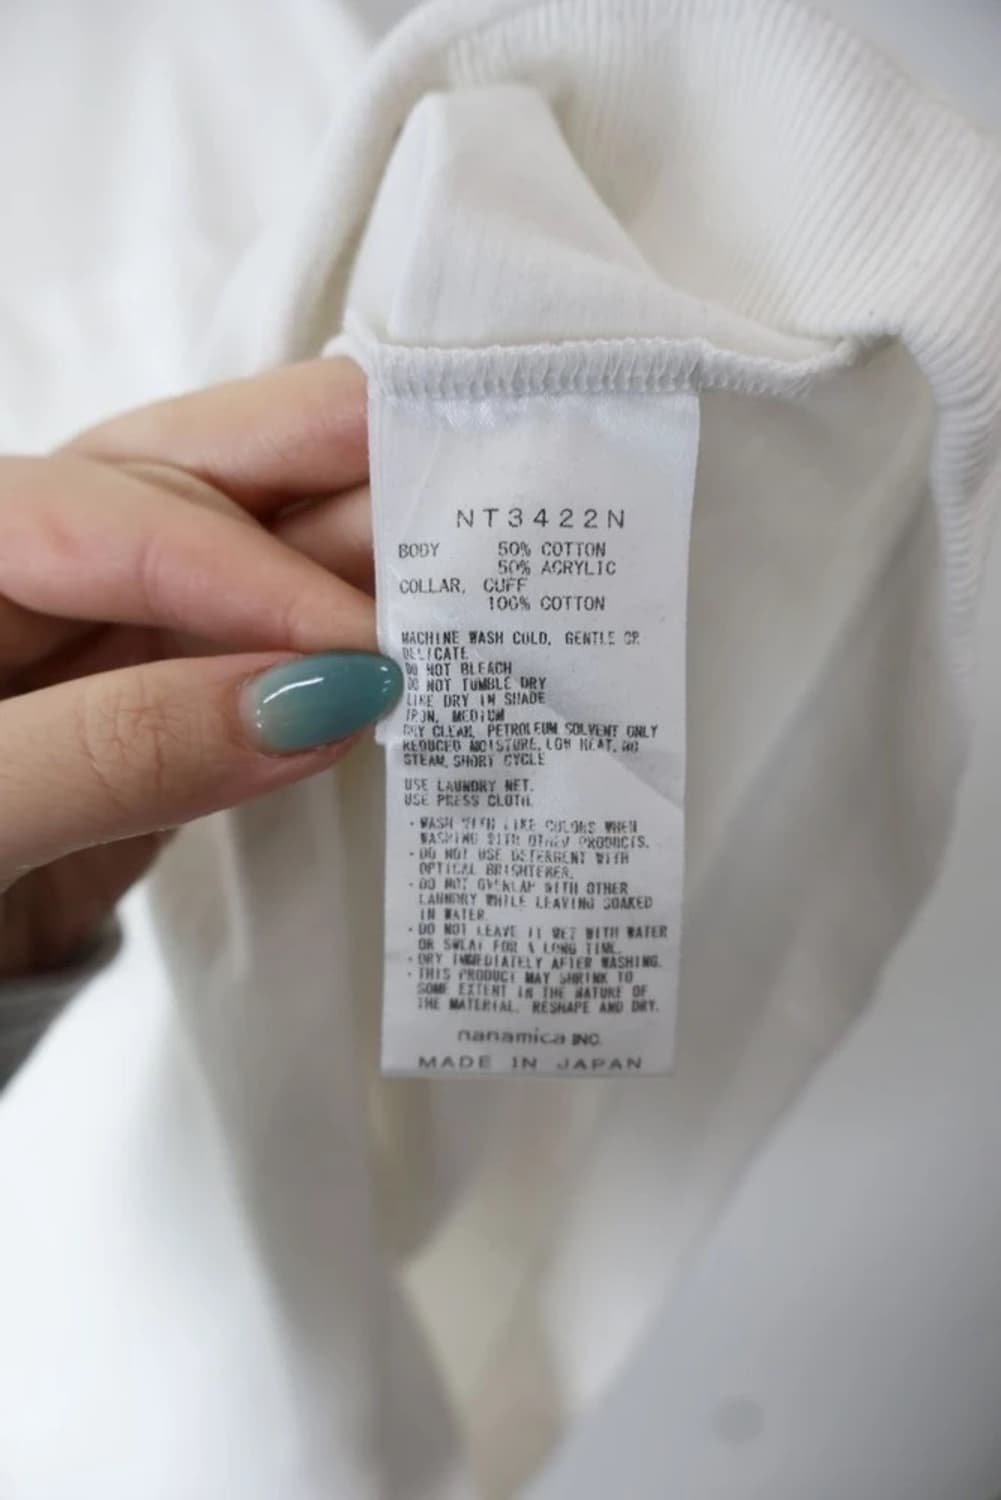 NT3422N
BODY 50% COTTON
50% ACRYLIC
COLLAR, CUFF
100% COTTON
MACHINE WASH COLD, GENTLE OR
DELICATE
DO NOT BLEACH
DO NOT TUMBLE DRY
LINE DRY IN SHADE
IRON, MEDIUM
DRY CLEAN, PETROLEUM SOLVENT ONLY
REDUCED MOISTURE, LOW HEAT, NO
STEAM, SHORT CYCLE
USE LAUNDRY NET.
USE PRESS CLOTH.
・WASH WITH LIKE COLORS WHEN
WASHING WITH OTHER PRODUCTS.
・DO NOT USE DETERGENT WITH
OPTICAL BRIGHTENER.
・DO NOT OVERLAP WITH OTHER
LAUNDRY WHILE LEAVING SOAKED
IN WATER.
・DO NOT LEAVE IT WET WITH WATER
OR SWEAT FOR A LONG TIME.
・DRY IMMEDIATELY AFTER WASHING.
・THIS PRODUCT MAY SHRINK TO
SOME EXTENT IN THE NATURE OF
THE MATERIAL. RESHAPE AND DRY.
nanamica INC.
MADE IN JAPAN